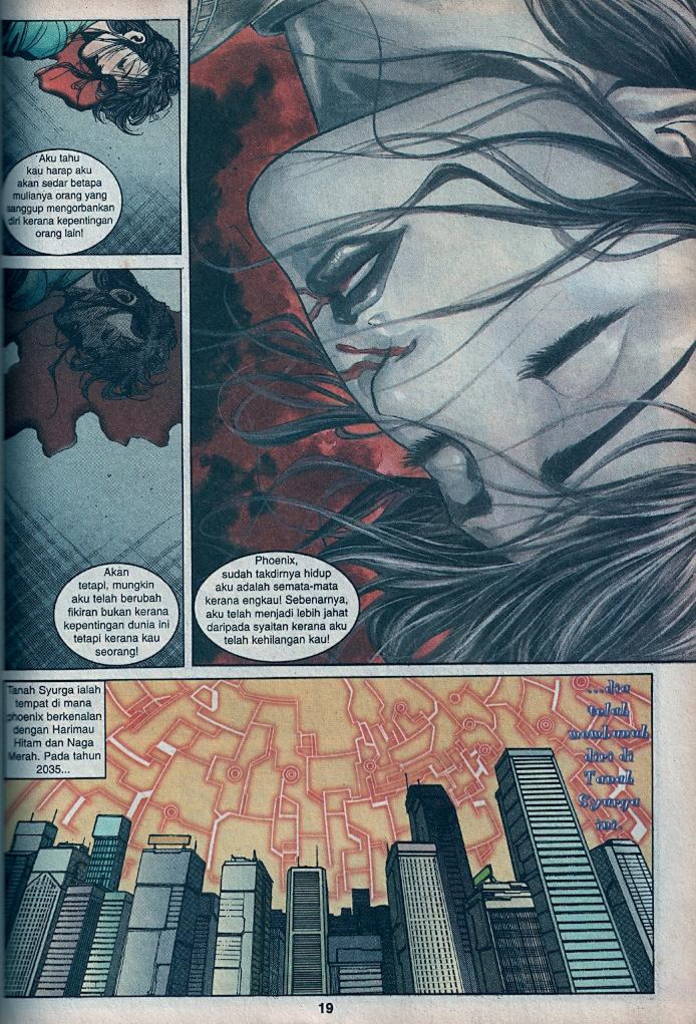 Aku tahu
kau harap aku
akan sedar betapa
mulianya orang yang
sanggup mengorbankan
diri kerana kepentingan
orang lain!
Akan
tetapi, mungkin
aku telah berubah
fikiran bukan kerana
kepentingan dunia ini
tetapi kerana kau
seorang!
Phoenix,
sudah takdirnya hidup
aku adalah semata-mata
kerana engkau! Sebenarnya,
aku telah menjadi lebih jahat
daripada syaitan kerana aku
telah kehilangan kau!
Tanah Syurga ialah
tempat di mana
phoenix berkenalan
dengan Harimau
Hitam dan Naga
Merah. Pada tahun
2035...
...dia
telah
membunuh
diri di
Tanah
Syurga
ini.
19